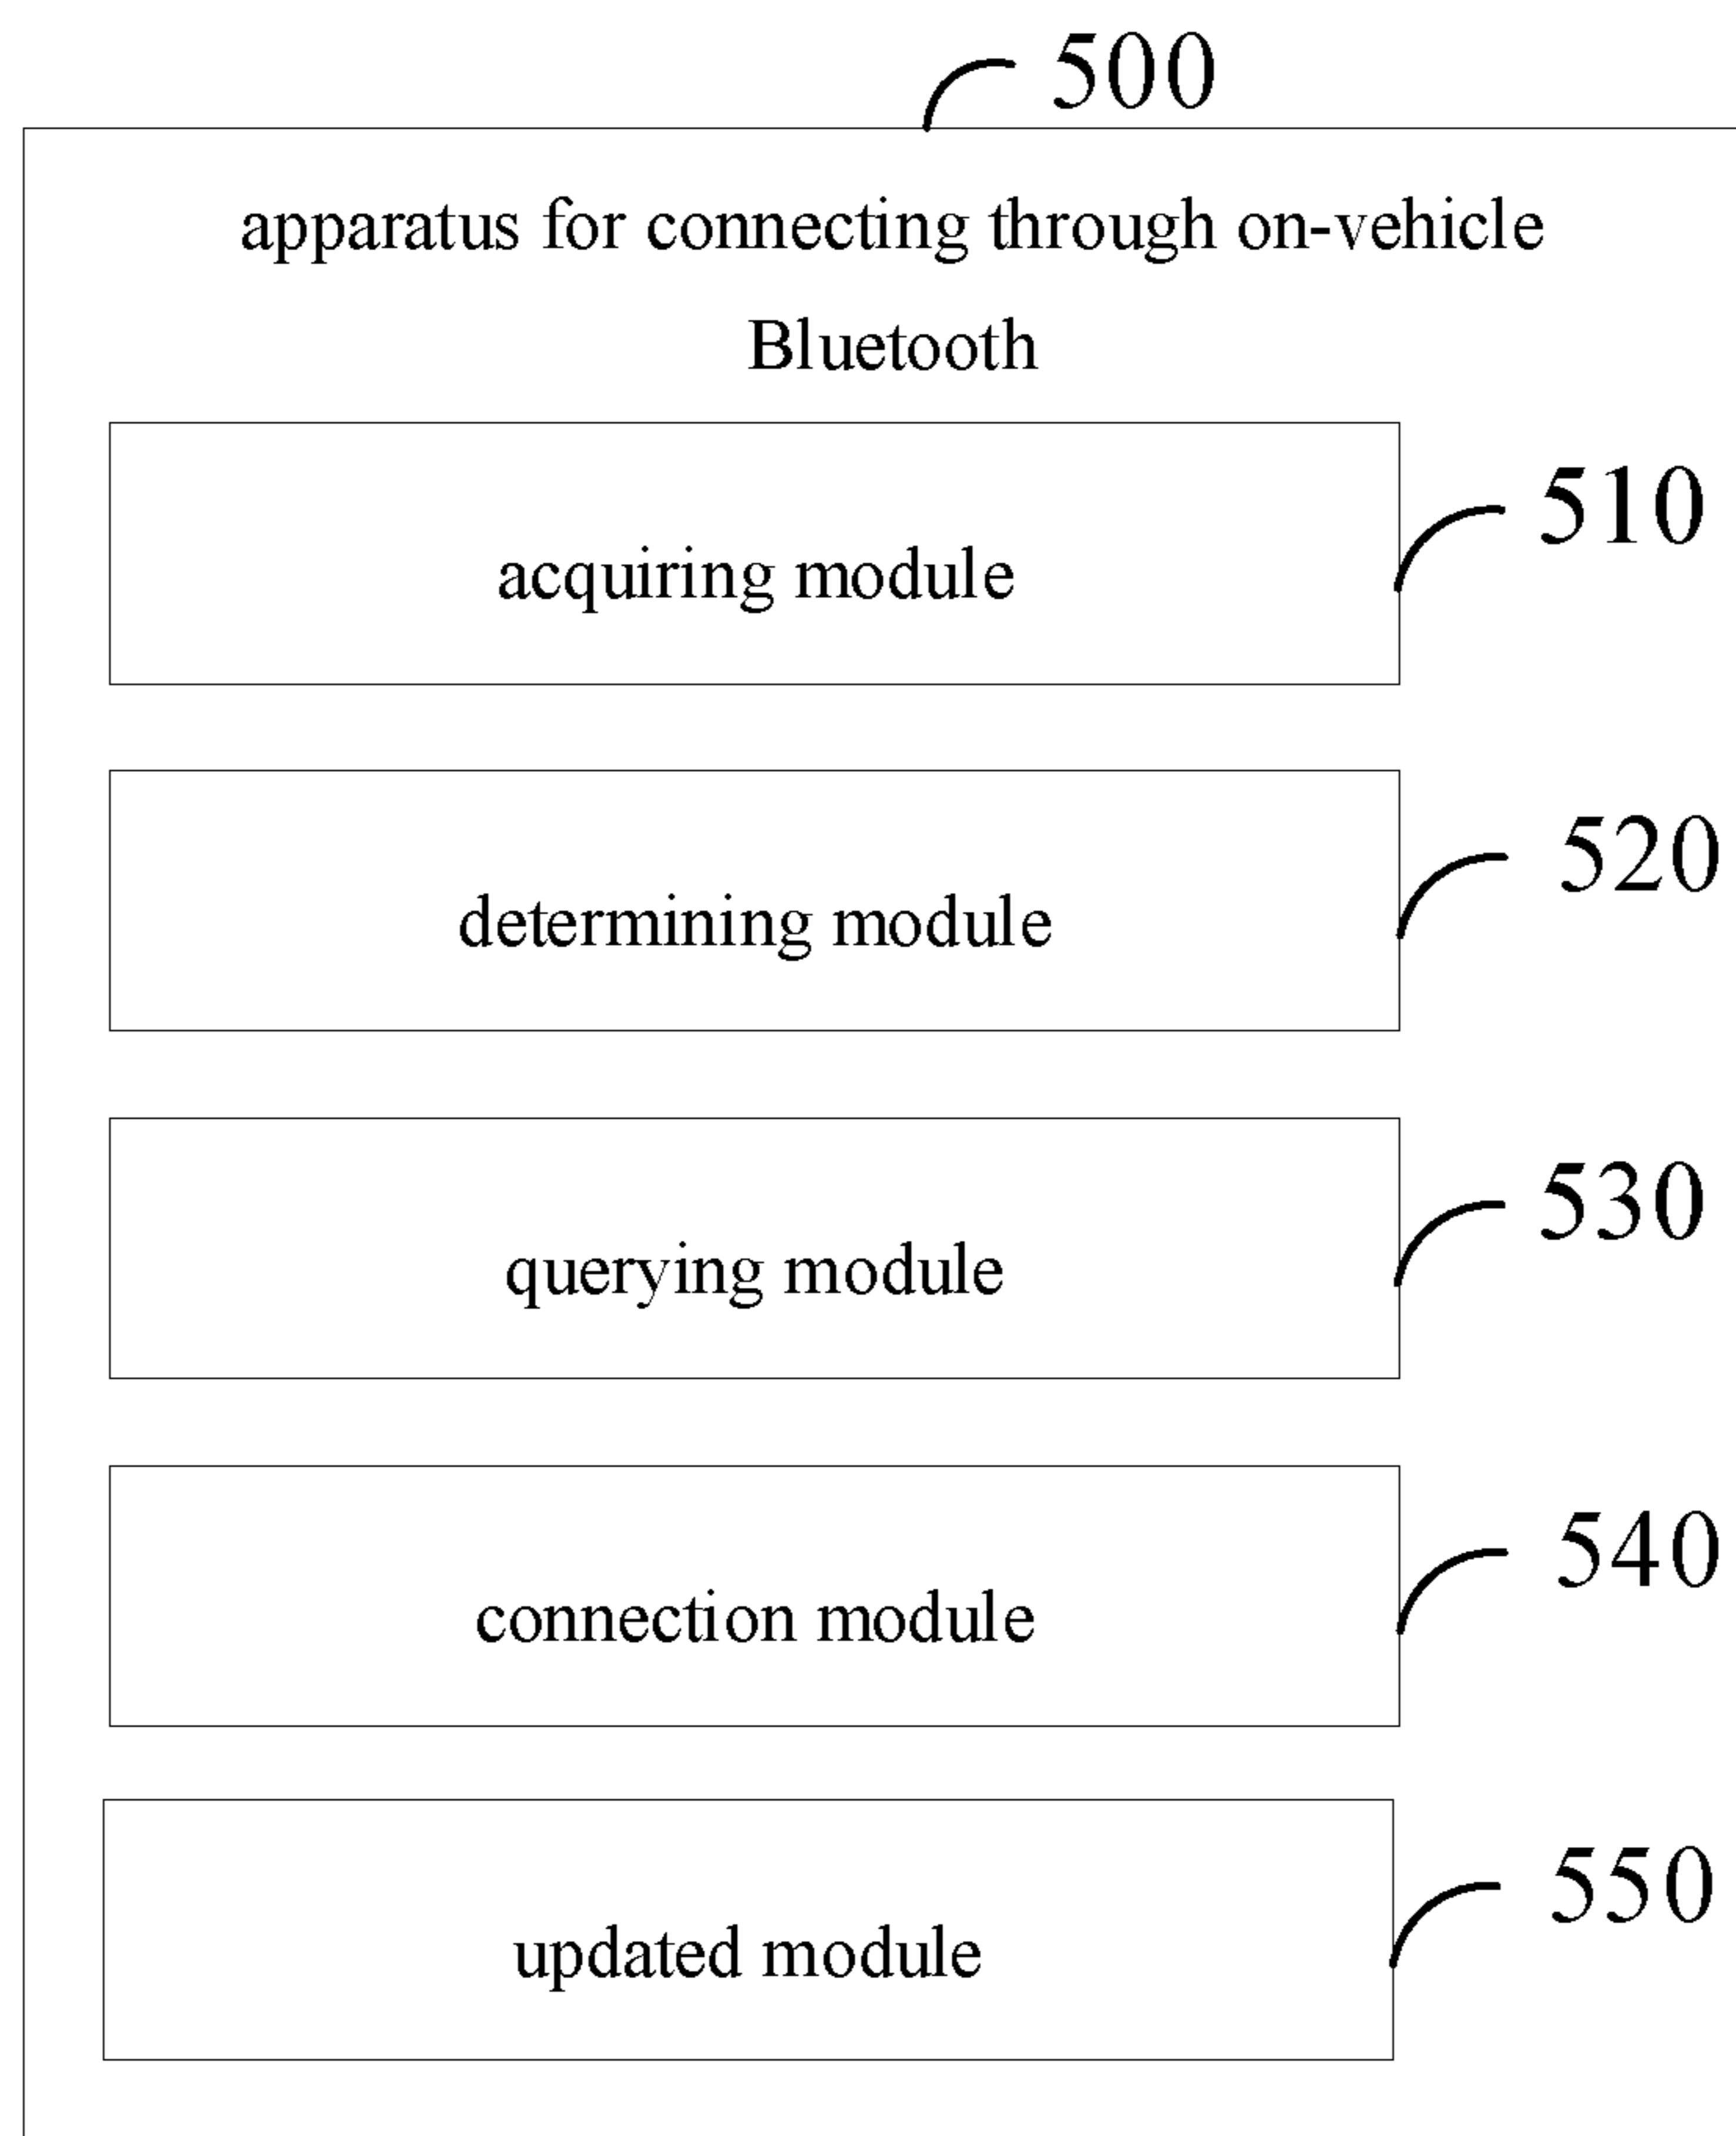 500
apparatus for connecting through on-vehicle
Bluetooth
510
acquiring module
520
determining module
530
querying module
540
connection module
550
updated module